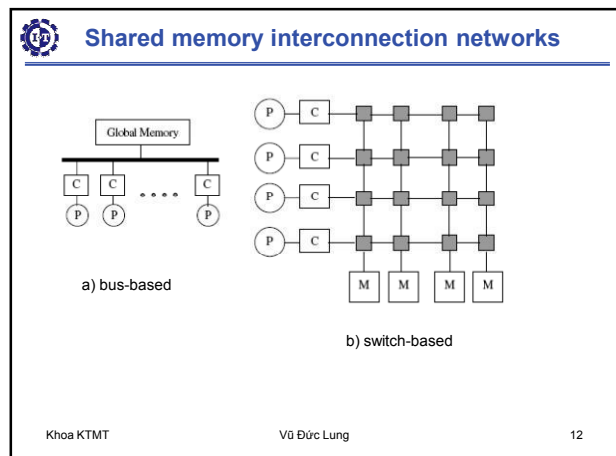 Shared memory interconnection networks
Global Memory
C C C
P P P
a) bus-based
P C
P C
P C
P C
M M M M
b) switch-based
Khoa KTMT Vũ Đức Lung 12